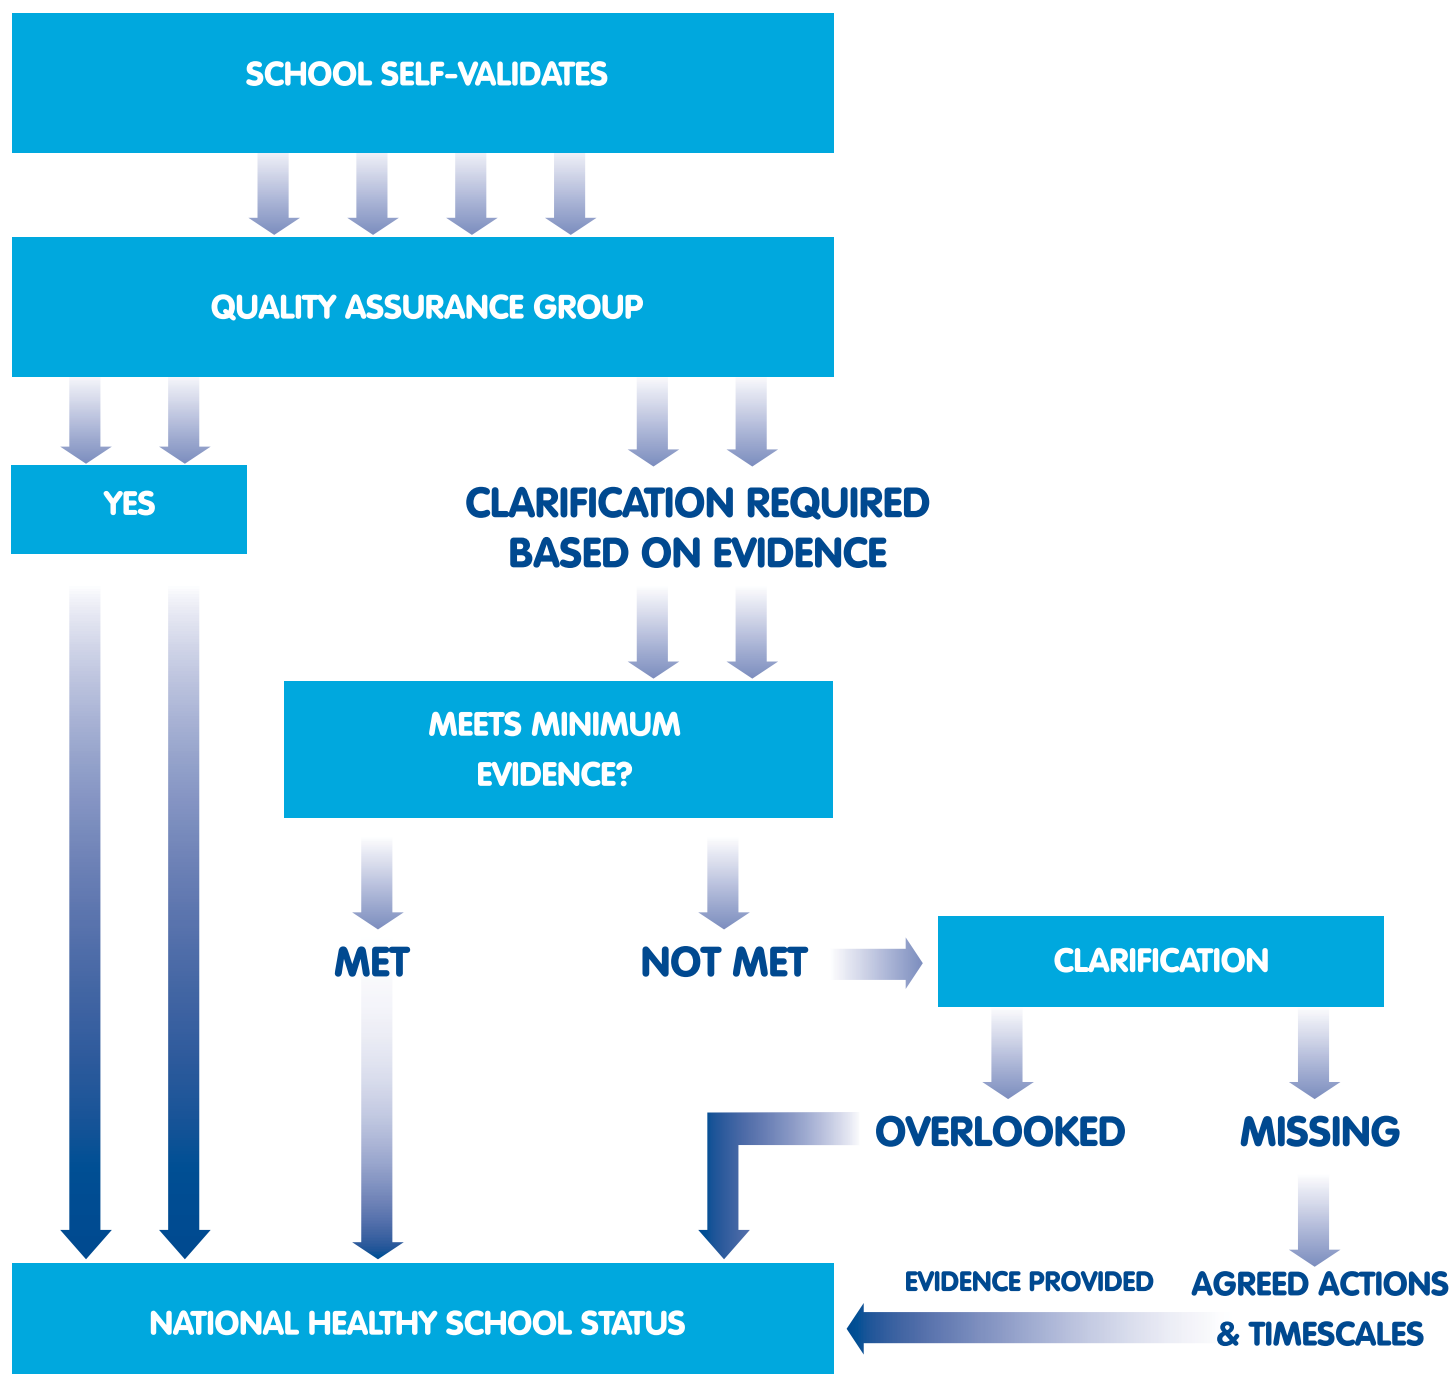 SCHOOL SELF-VALIDATES
QUALITY ASSURANCE GROUP
YES
CLARIFICATION REQUIRED
BASED ON EVIDENCE
MEETS MINIMUM
EVIDENCE?
MET
NOT MET
CLARIFICATION
OVERLOOKED
MISSING
EVIDENCE PROVIDED
AGREED ACTIONS
& TIMESCALES
NATIONAL HEALTHY SCHOOL STATUS